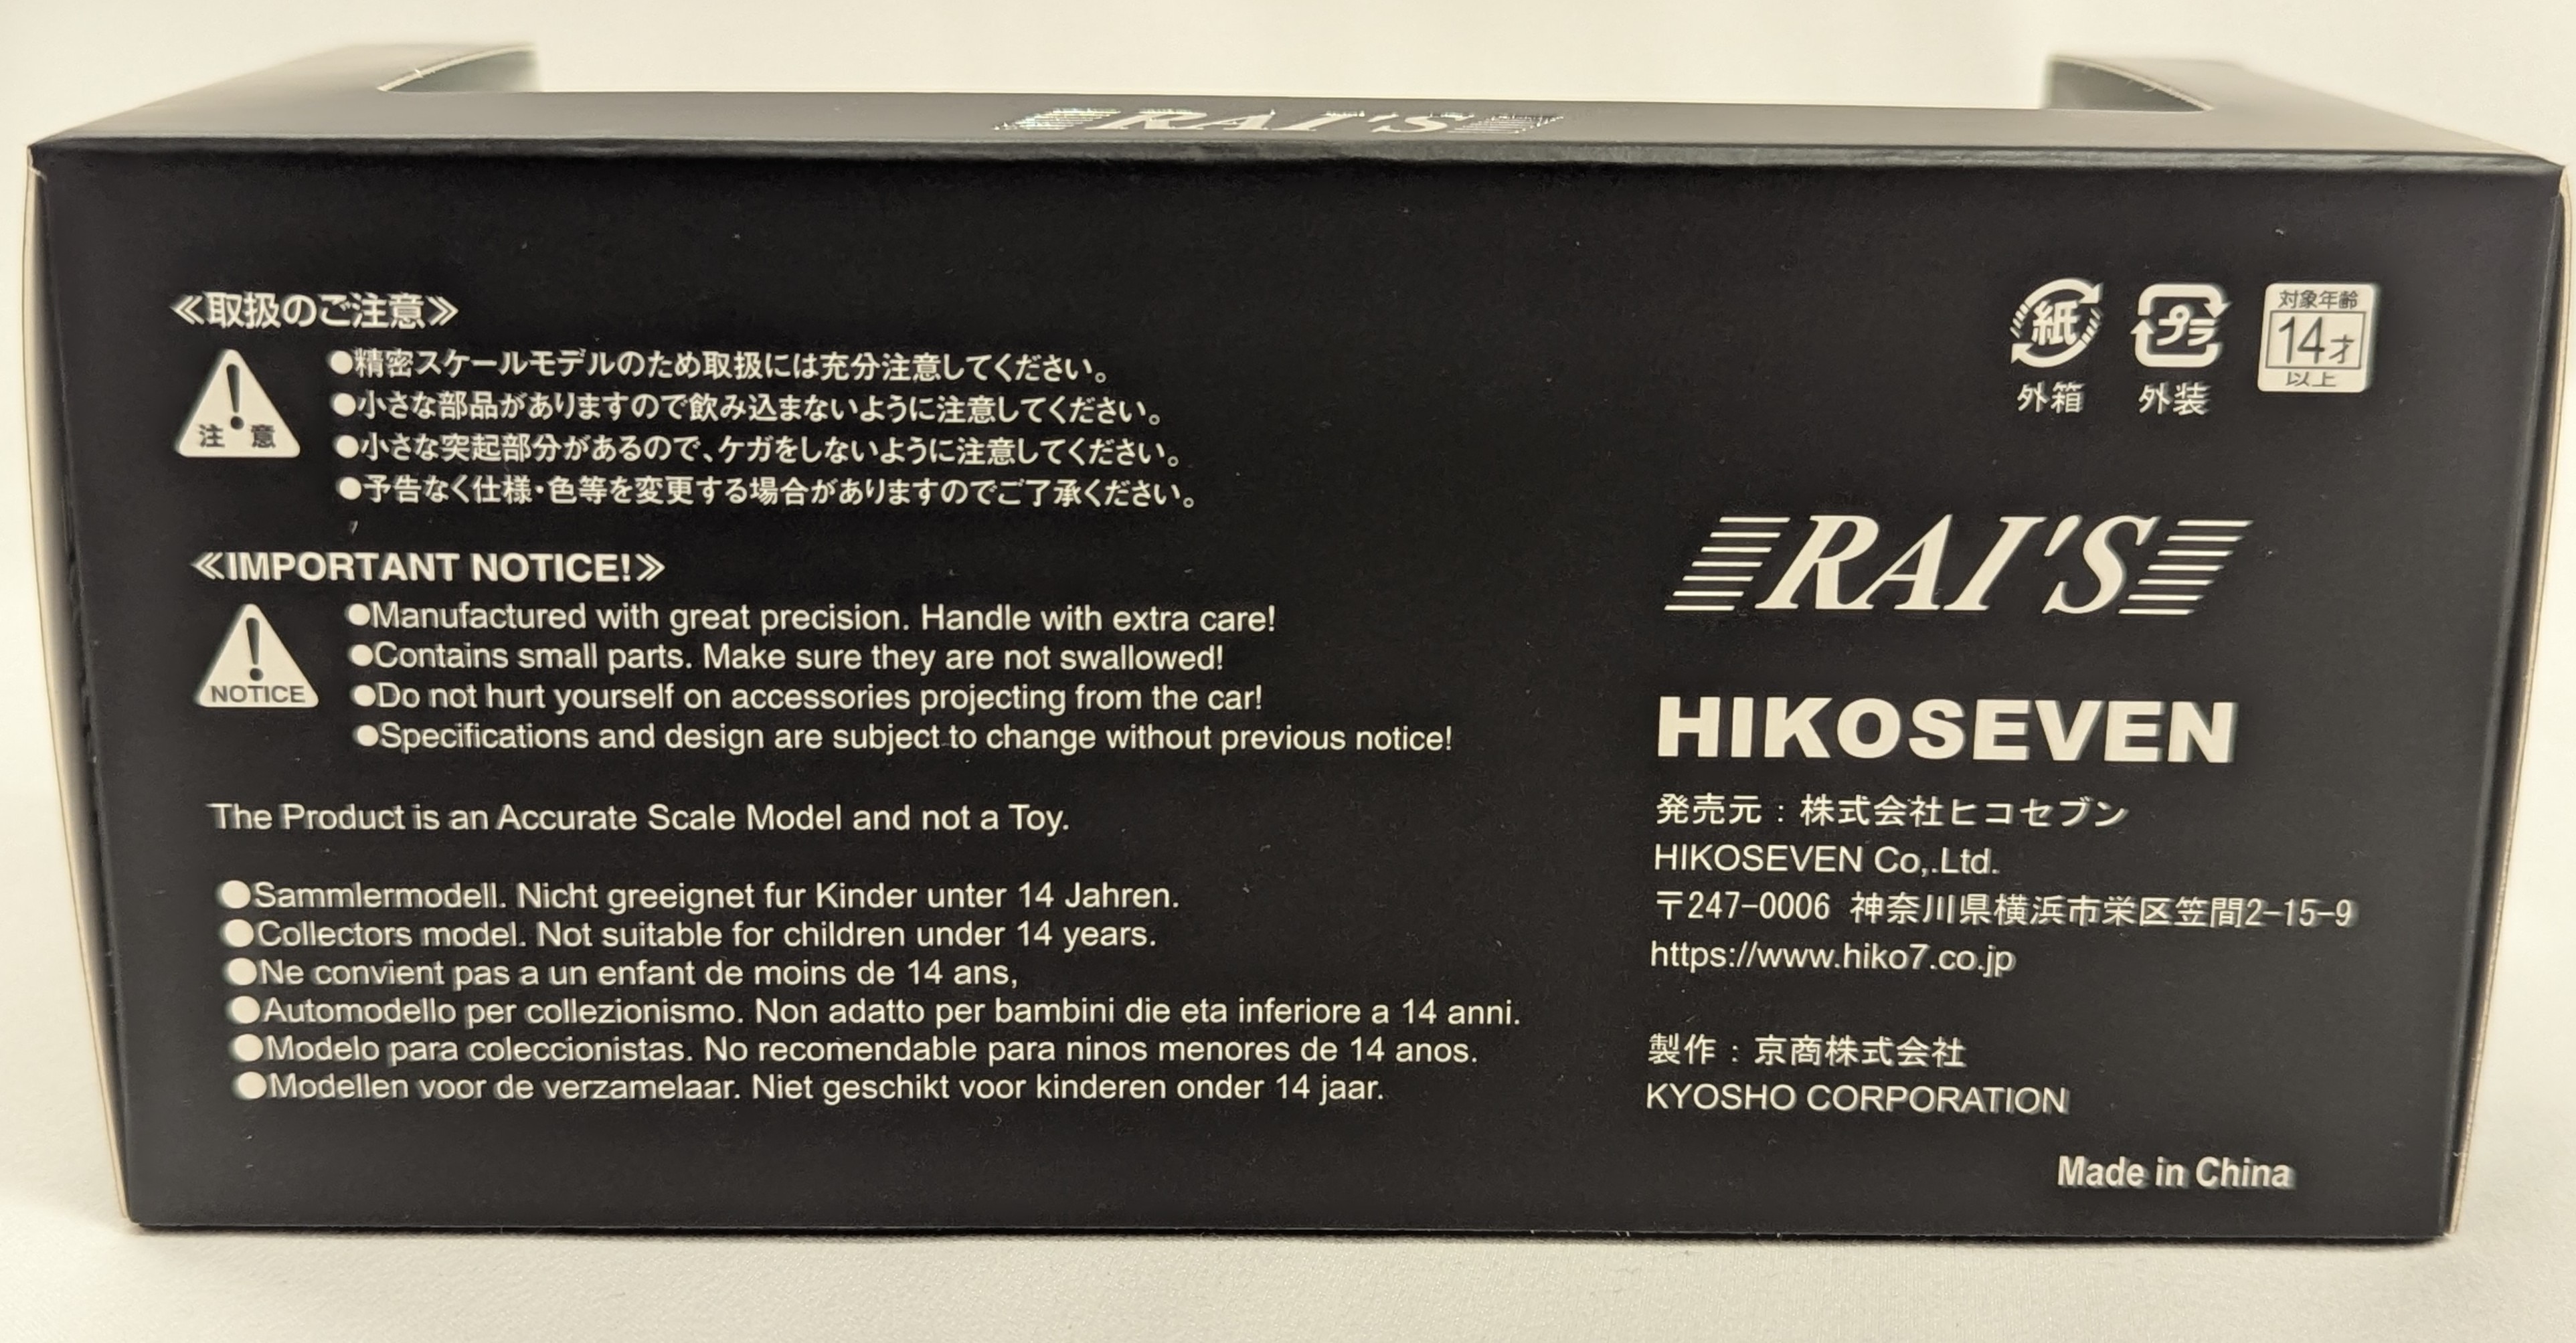 RAI'S
≪取扱のご注意≫
注意
●精密スケールモデルのため取扱には充分注意してください。
●小さな部品がありますので飲み込まないように注意してください。
●小さな突起部分があるので、ケガをしないように注意してください。
●予告なく仕様・色等を変更する場合がありますのでご了承ください。
≪IMPORTANT NOTICE!≫
NOTICE
●Manufactured with great precision. Handle with extra care!
●Contains small parts. Make sure they are not swallowed!
●Do not hurt yourself on accessories projecting from the car!
●Specifications and design are subject to change without previous notice!
The Product is an Accurate Scale Model and not a Toy.
●Sammlermodell. Nicht greeignet fur Kinder unter 14 Jahren.
●Collectors model. Not suitable for children under 14 years.
●Ne convient pas a un enfant de moins de 14 ans,
●Automodello per collezionismo. Non adatto per bambini die eta inferiore a 14 anni.
●Modelo para coleccionistas. No recomendable para ninos menores de 14 anos.
●Modellen voor de verzamelaar. Niet geschikt voor kinderen onder 14 jaar.
紙
外箱
プラ
外装
対象年齢
14才
以上
RAI'S
HIKOSEVEN
発売元：株式会社ヒコセブン
HIKOSEVEN Co,.Ltd.
〒247-0006 神奈川県横浜市栄区笠間2-15-9
https://www.hiko7.co.jp
製作：京商株式会社
KYOSHO CORPORATION
Made in China